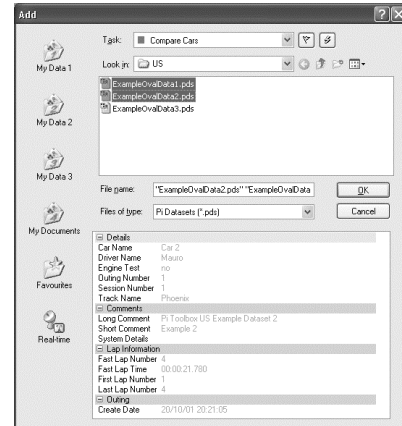 Add
Task: Compare Cars
Look in: US
My Data 1
My Data 2
My Data 3
My Documents
Favourites
Real-time
ExampleOvalData1.pds
ExampleOvalData2.pds
ExampleOvalData3.pds
File name: "ExampleOvalData2.pds" "ExampleOvalData
OK
Files of type: Pi Datasets (*.pds)
Cancel
Details
Car Name Car 2
Driver Name Mauro
Engine Test no
Outing Number 1
Session Number 1
Track Name Phoenix
Comments
Long Comment Pi Toolbox US Example Dataset 2
Short Comment Example 2
System Details
Lap Information
Fast Lap Number 4
Fast Lap Time 00:00:21.780
First Lap Number 1
Last Lap Number 4
Outing
Create Date 20/10/01 20:21:05